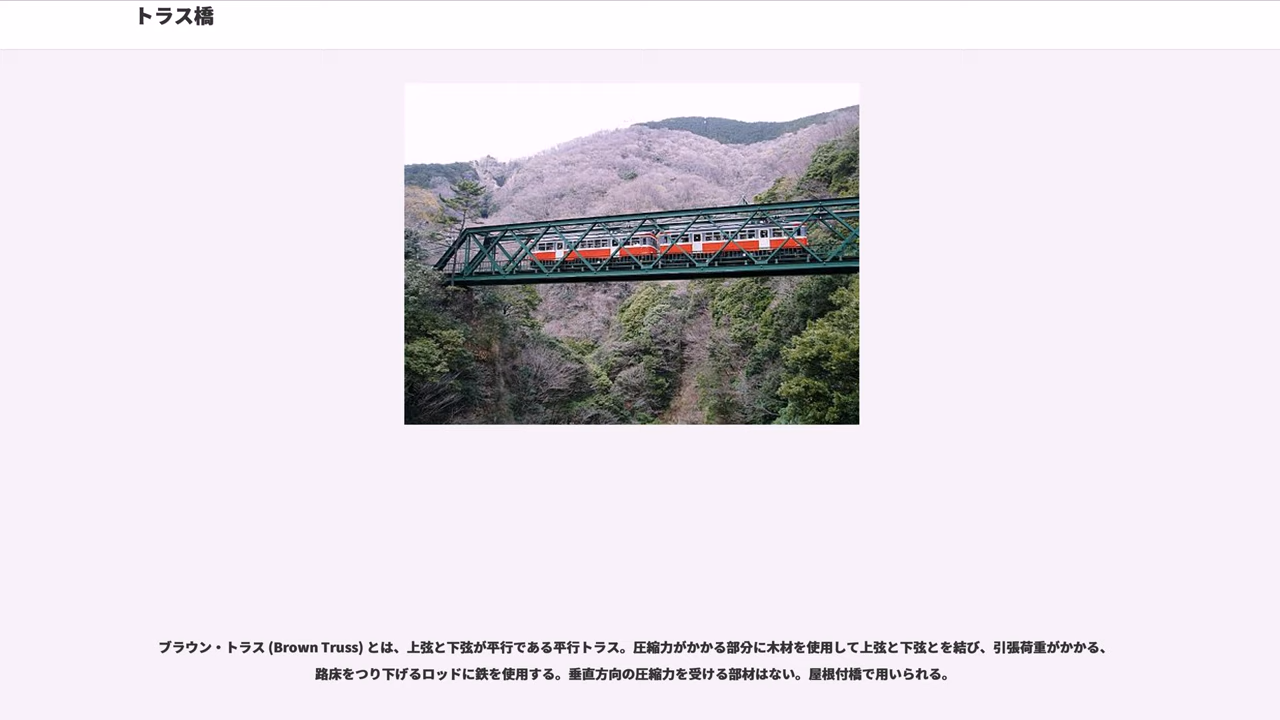 トラス橋
ブラウン・トラス (Brown Truss) とは、上弦と下弦が平行である平行トラス。圧縮力がかかる部分に木材を使用して上弦と下弦とを結び、引張荷重がかかる、
路床をつり下げるロッドに鉄を使用する。垂直方向の圧縮力を受ける部材はない。屋根付橋で用いられる。